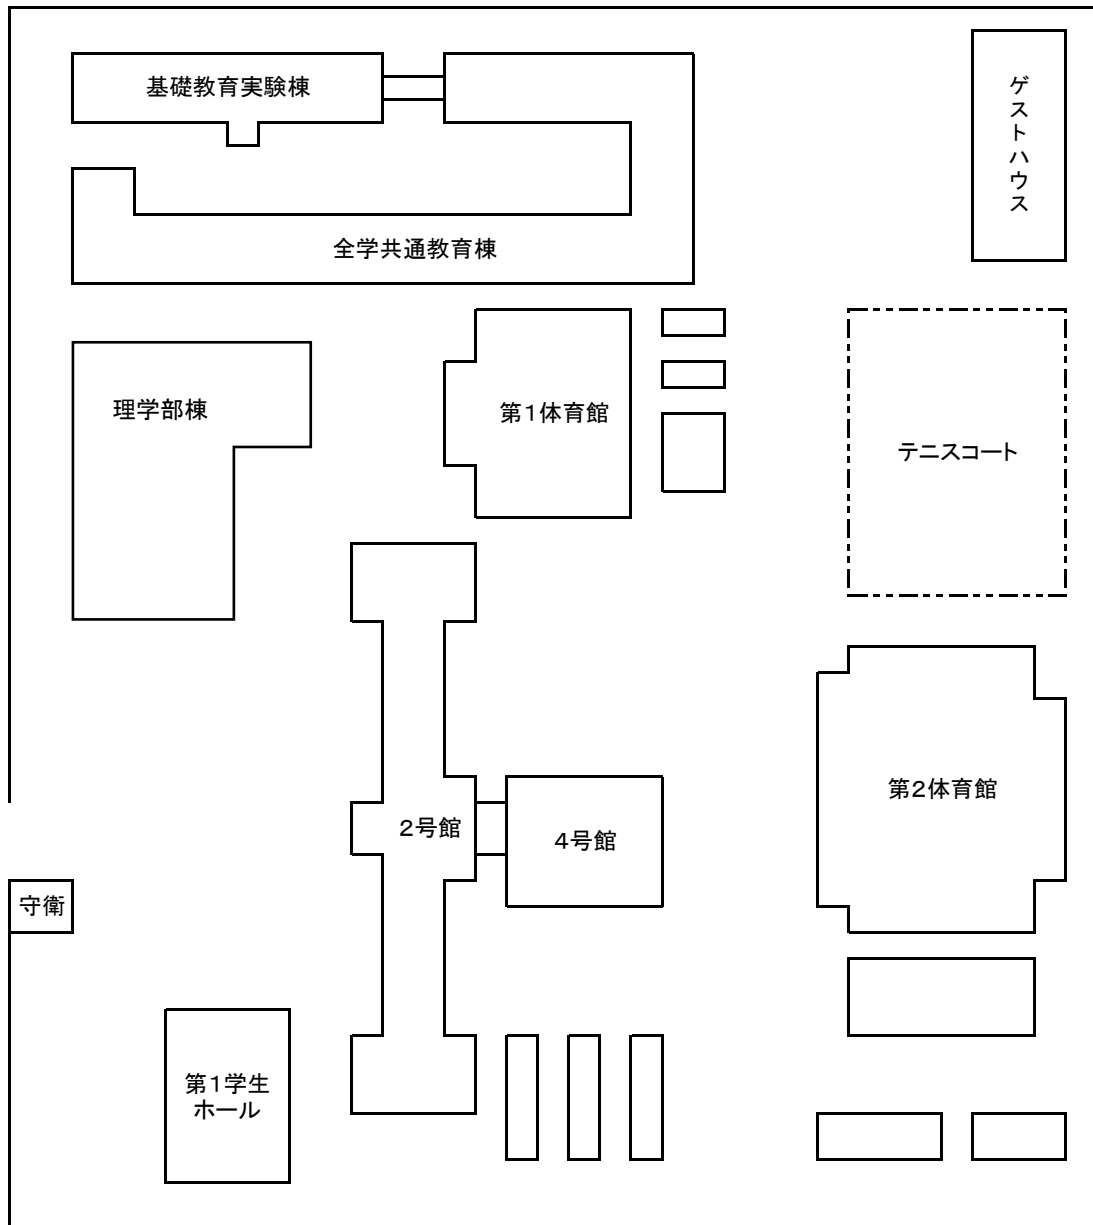 基礎教育実験棟
ゲストハウス
全学共通教育棟
理学部棟
第1体育館
テニスコート
第2体育館
2号館
4号館
守衛
第1学生
ホール